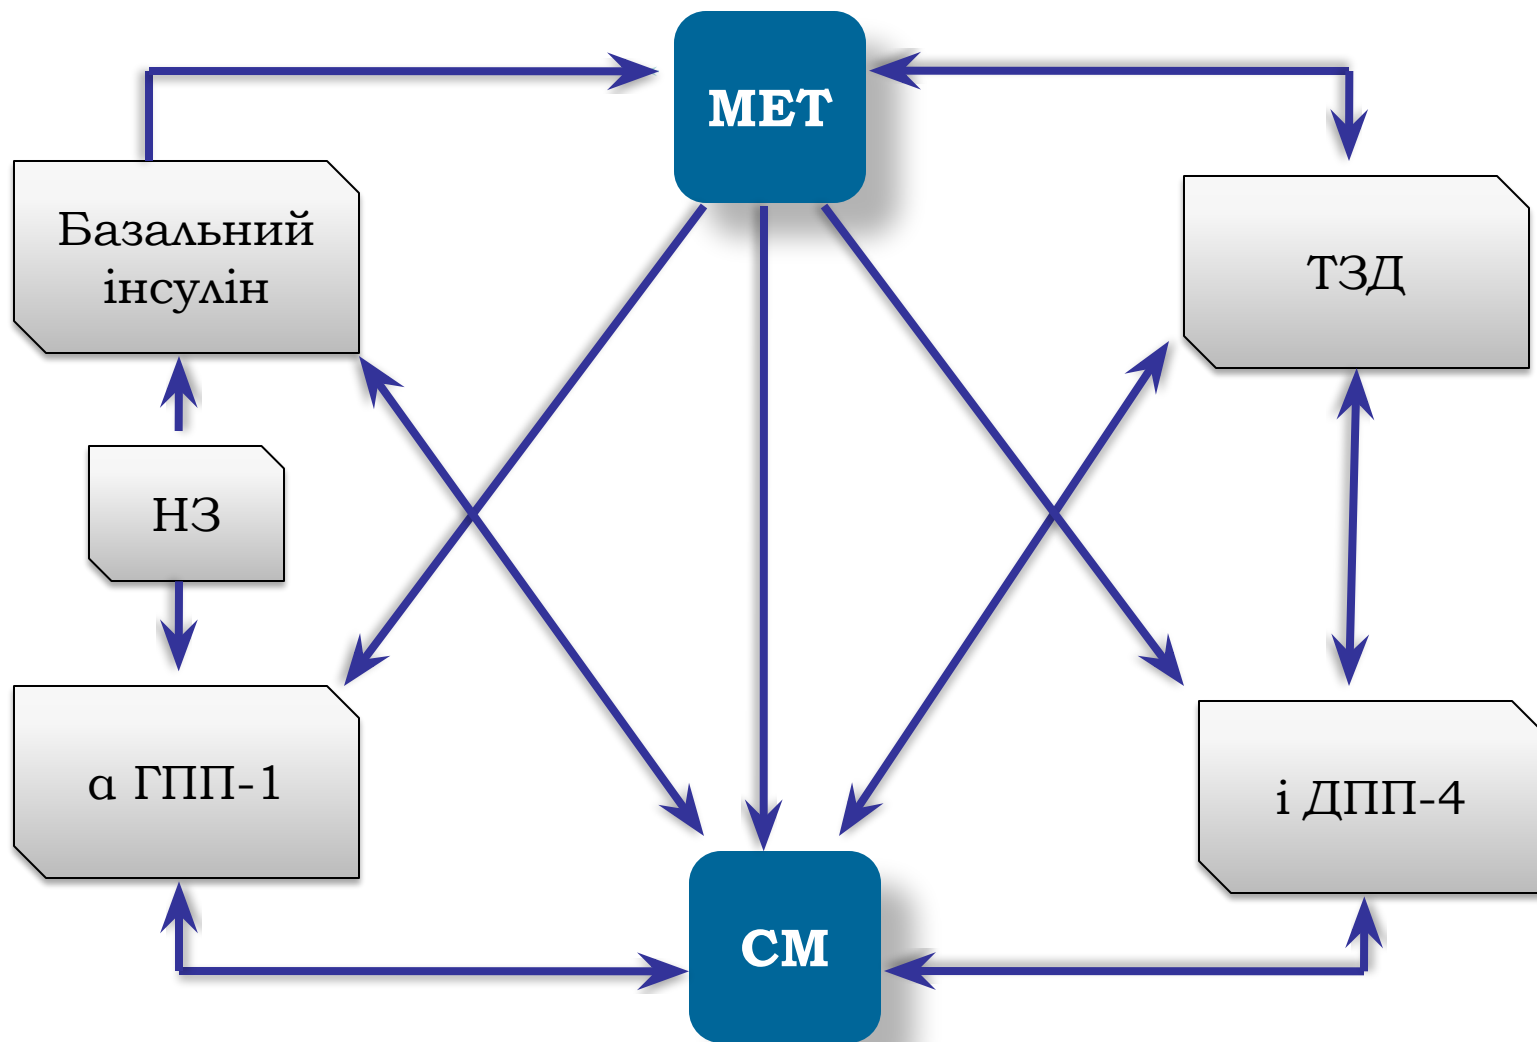 МЕТ
Базальний
інсулін
ТЗД
НЗ
α ГПП-1
і ДПП-4
СМ